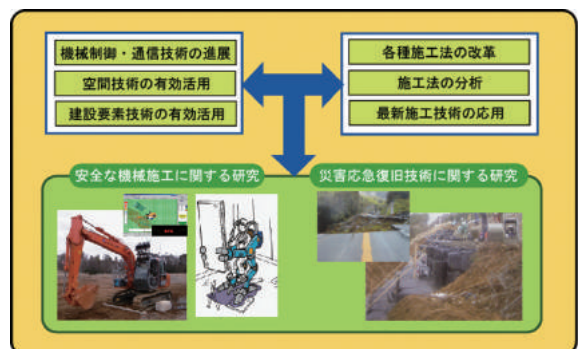 機械制御・通信技術の進展
空間技術の有効活用
建設要素技術の有効活用
各種施工法の改革
施工法の分析
最新施工技術の応用
安全な機械施工に関する研究
災害応急復旧技術に関する研究